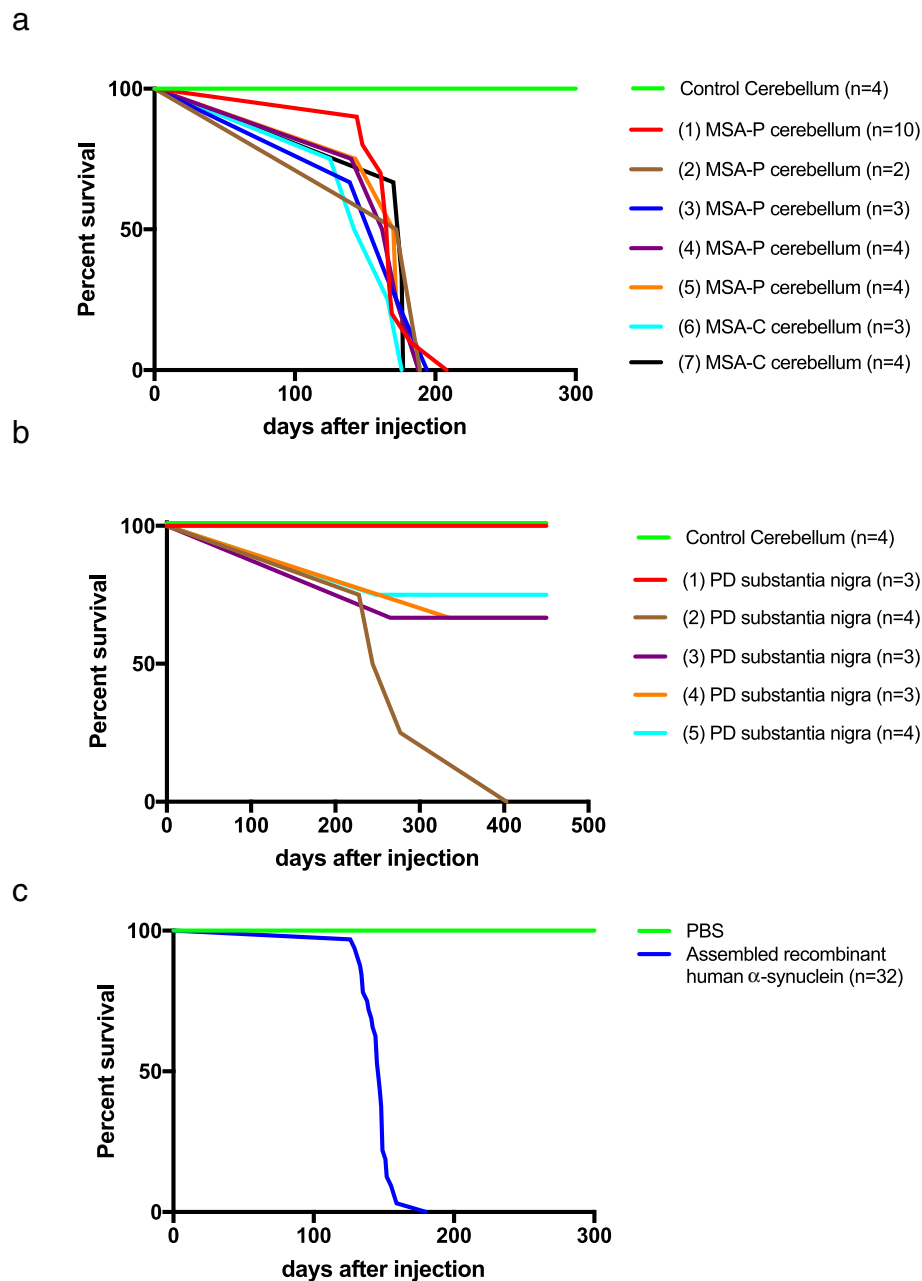 a
100
50
0
Percent survival
0 100 200 300
days after injection
Control Cerebellum (n=4)
(1) MSA-P cerebellum (n=10)
(2) MSA-P cerebellum (n=2)
(3) MSA-P cerebellum (n=3)
(4) MSA-P cerebellum (n=4)
(5) MSA-P cerebellum (n=4)
(6) MSA-C cerebellum (n=3)
(7) MSA-C cerebellum (n=4)
b
100
50
0
Percent survival
0 100 200 300 400 500
days after injection
Control Cerebellum (n=4)
(1) PD substantia nigra (n=3)
(2) PD substantia nigra (n=4)
(3) PD substantia nigra (n=3)
(4) PD substantia nigra (n=3)
(5) PD substantia nigra (n=4)
c
100
50
0
Percent survival
0 100 200 300
days after injection
PBS
Assembled recombinant
human α-synuclein (n=32)